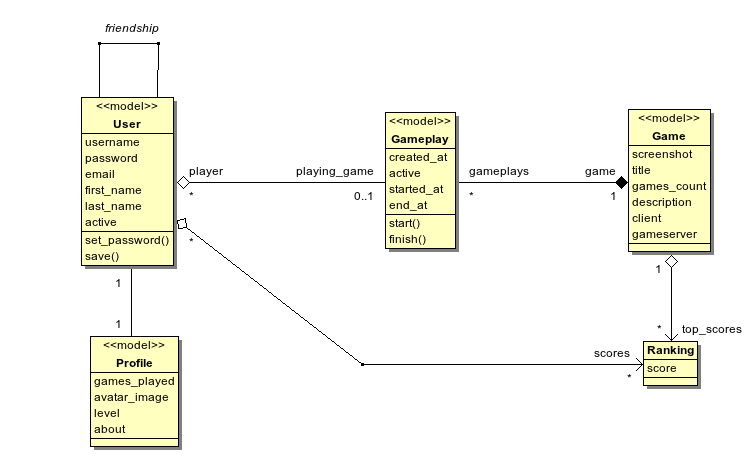 friendship
<<model>>
User
username
password
email
first_name
last_name
active
set_password()
save()
player
*
playing_game
0..1
<<model>>
Gameplay
created_at
active
started_at
end_at
start()
finish()
gameplays
*
game
1
<<model>>
Game
screenshot
title
games_count
description
client
gameserver
*
1
1
<<model>>
Profile
games_played
avatar_image
level
about
1
*
top_scores
scores
*
Ranking
score